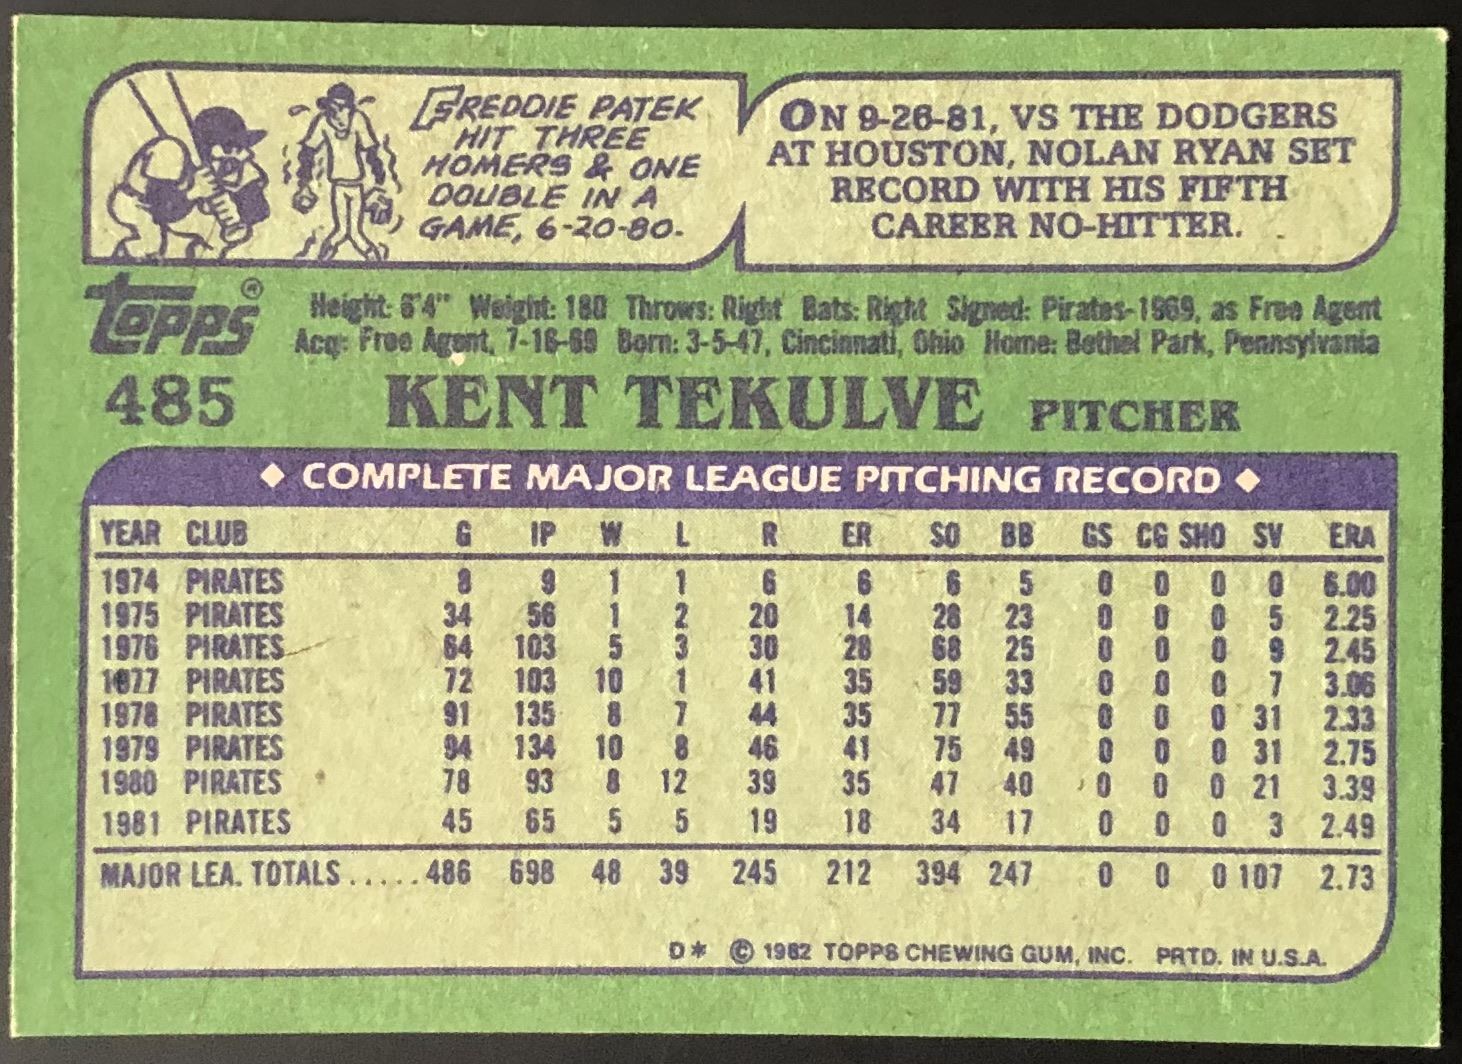 FREDDIE PATEK
HIT THREE
HOMERS & ONE
DOUBLE IN A
GAME, 6-20-80.
ON 9-26-81, VS THE DODGERS
AT HOUSTON, NOLAN RYAN SET
RECORD WITH HIS FIFTH
CAREER NO-HITTER.
Topps®
Height: 6'4" Weight: 180 Throws: Right Bats: Right Signed: Pirates-1969, as Free Agent
Acq: Free Agent, 7-16-69 Born: 3-5-47, Cincinnati, Ohio Home: Bethel Park, Pennsylvania
485 KENT TEKULVE PITCHER
◆ COMPLETE MAJOR LEAGUE PITCHING RECORD ◆
YEAR CLUB G IP W L R ER SO BB GS CG SHO SV ERA
1974 PIRATES 8 9 1 1 6 6 6 5 0 0 0 0 6.00
1975 PIRATES 34 56 1 2 20 14 28 23 0 0 0 5 2.25
1976 PIRATES 64 103 5 3 30 28 68 25 0 0 0 9 2.45
1977 PIRATES 72 103 10 1 41 35 59 33 0 0 0 7 3.06
1978 PIRATES 91 135 8 7 44 35 77 55 0 0 0 31 2.33
1979 PIRATES 94 134 10 8 46 41 75 49 0 0 0 31 2.75
1980 PIRATES 78 93 8 12 39 35 47 40 0 0 0 21 3.39
1981 PIRATES 45 65 5 5 19 18 34 17 0 0 0 3 2.49
MAJOR LEA. TOTALS.....486 698 48 39 245 212 394 247 0 0 0 107 2.73
D* © 1982 TOPPS CHEWING GUM, INC. PRTD. IN U.S.A.